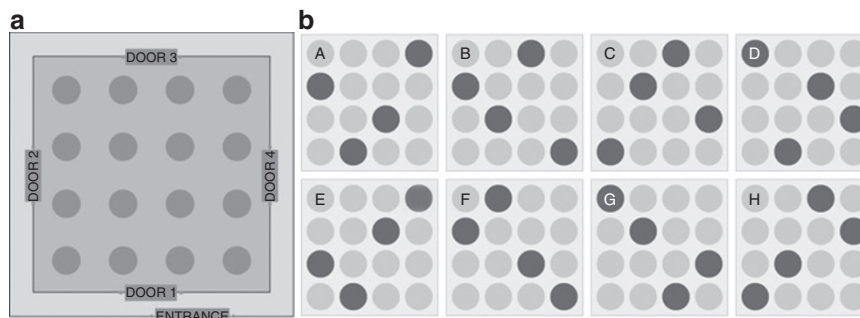 a
DOOR 3
DOOR 2
DOOR 4
DOOR 1
ENTRANCE
b
A B C D
E F G H